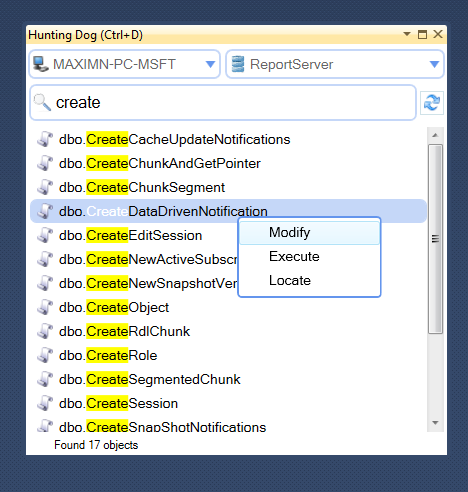 Hunting Dog (Ctrl+D)
MAXIMN-PC-MSFT
ReportServer
create
dbo.CreateCacheUpdateNotifications
dbo.CreateChunkAndGetPointer
dbo.CreateChunkSegment
dbo.CreateDataDrivenNotification
Modify
dbo.CreateEditSession
Execute
dbo.CreateNewActiveSubscr
Locate
dbo.CreateNewSnapshotVer
dbo.CreateObject
dbo.CreateRdlChunk
dbo.CreateRole
dbo.CreateSegmentedChunk
dbo.CreateSession
dbo.CreateSnapShotNotifications
Found 17 objects